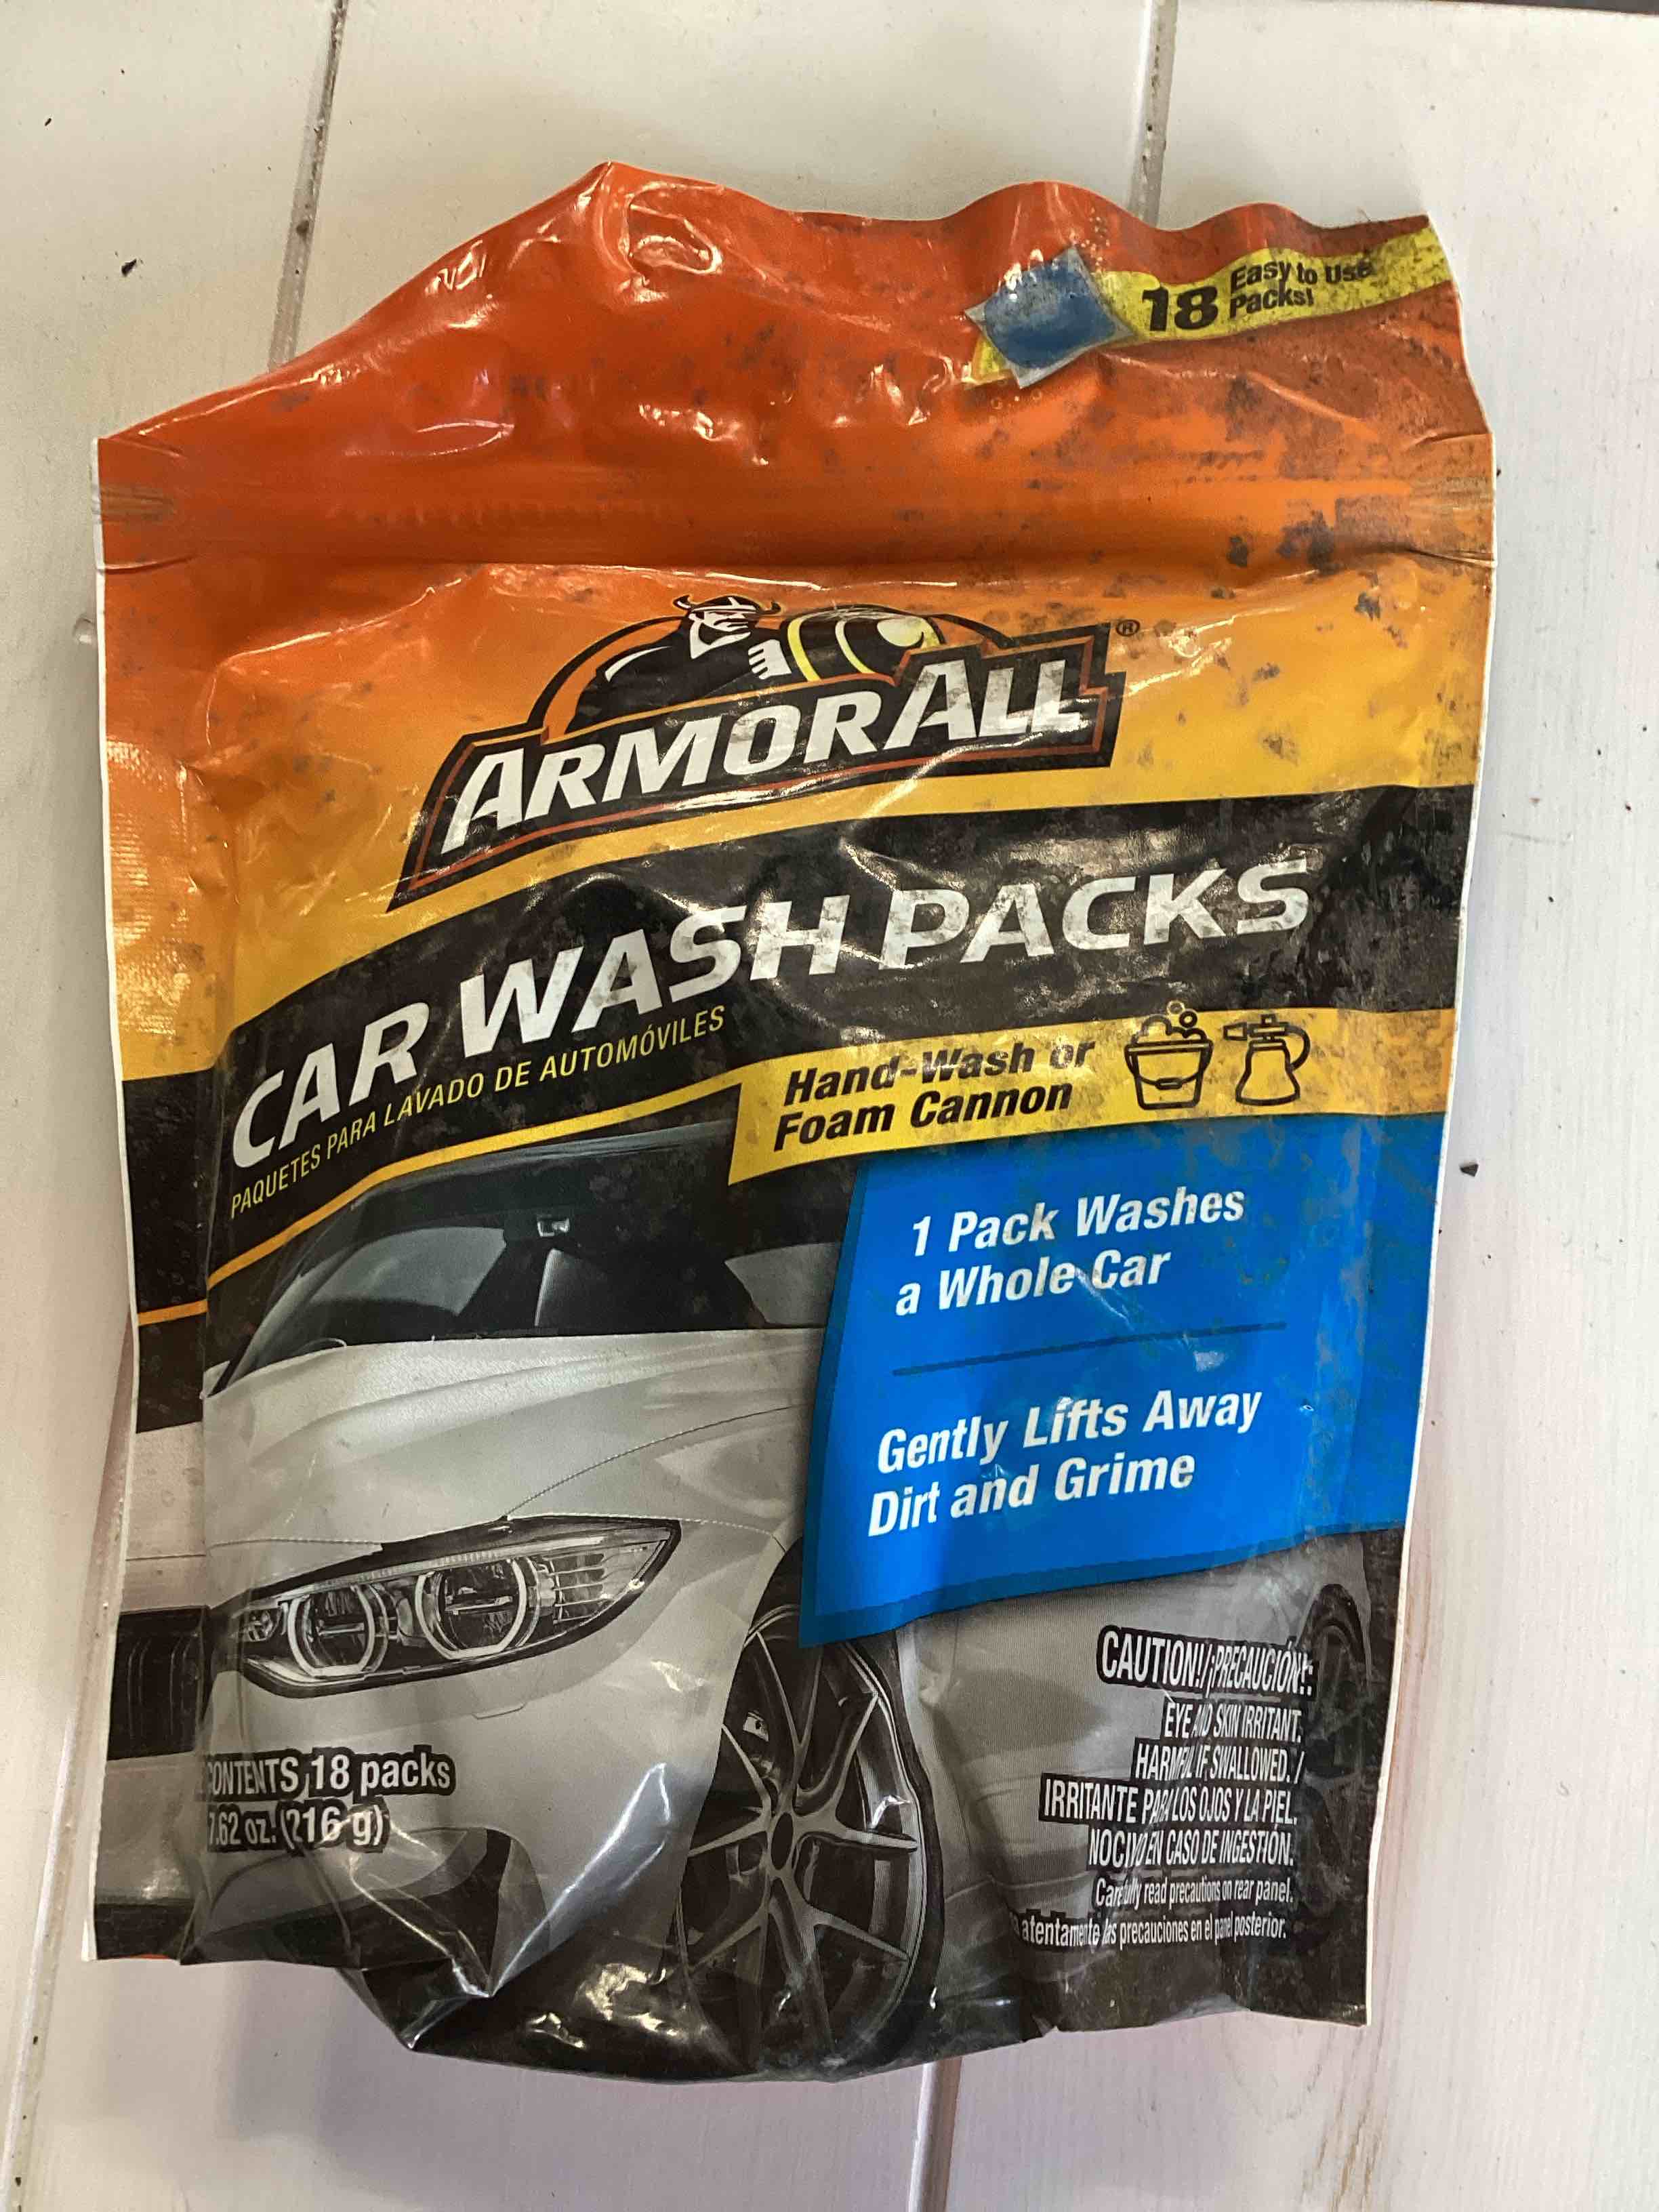 18 Easy to Use
Packs!
ARMOR ALL®
CAR WASH PACKS
PAQUETES PARA LAVADO DE AUTOMÓVILES
Hand-Wash or
Foam Cannon
1 Pack Washes
a Whole Car
Gently Lifts Away
Dirt and Grime
CAUTION!/¡PRECAUCIÓN!:
EYE AND SKIN IRRITANT.
HARMFUL IF SWALLOWED. /
IRRITANTE PARA LOS OJOS Y LA PIEL.
NOCIVO EN CASO DE INGESTIÓN.
Carefully read precautions on rear panel.
atentamente las precauciones en el panel posterior.
CONTENTS 18 packs
7.62 oz. (216 g)